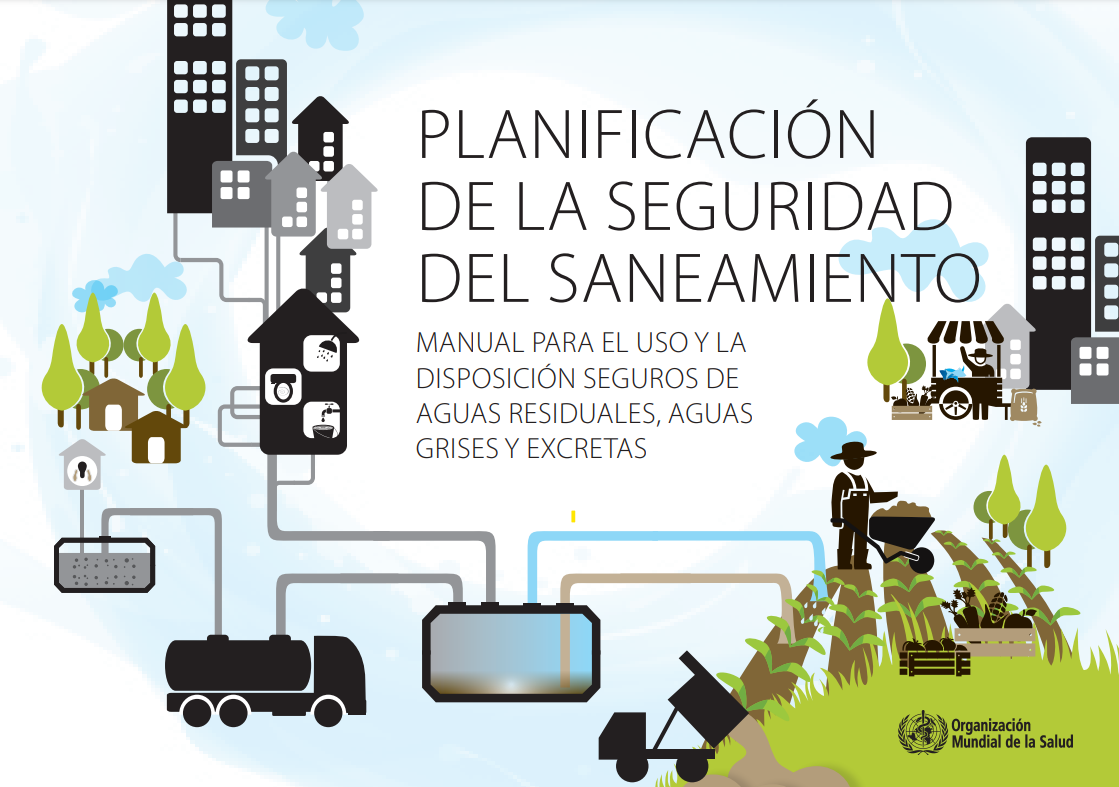 PLANIFICACIÓN
DE LA SEGURIDAD
DEL SANEAMIENTO
MANUAL PARA EL USO Y LA
DISPOSICIÓN SEGUROS DE
AGUAS RESIDUALES, AGUAS
GRISES Y EXCRETAS
Organización
Mundial de la Salud